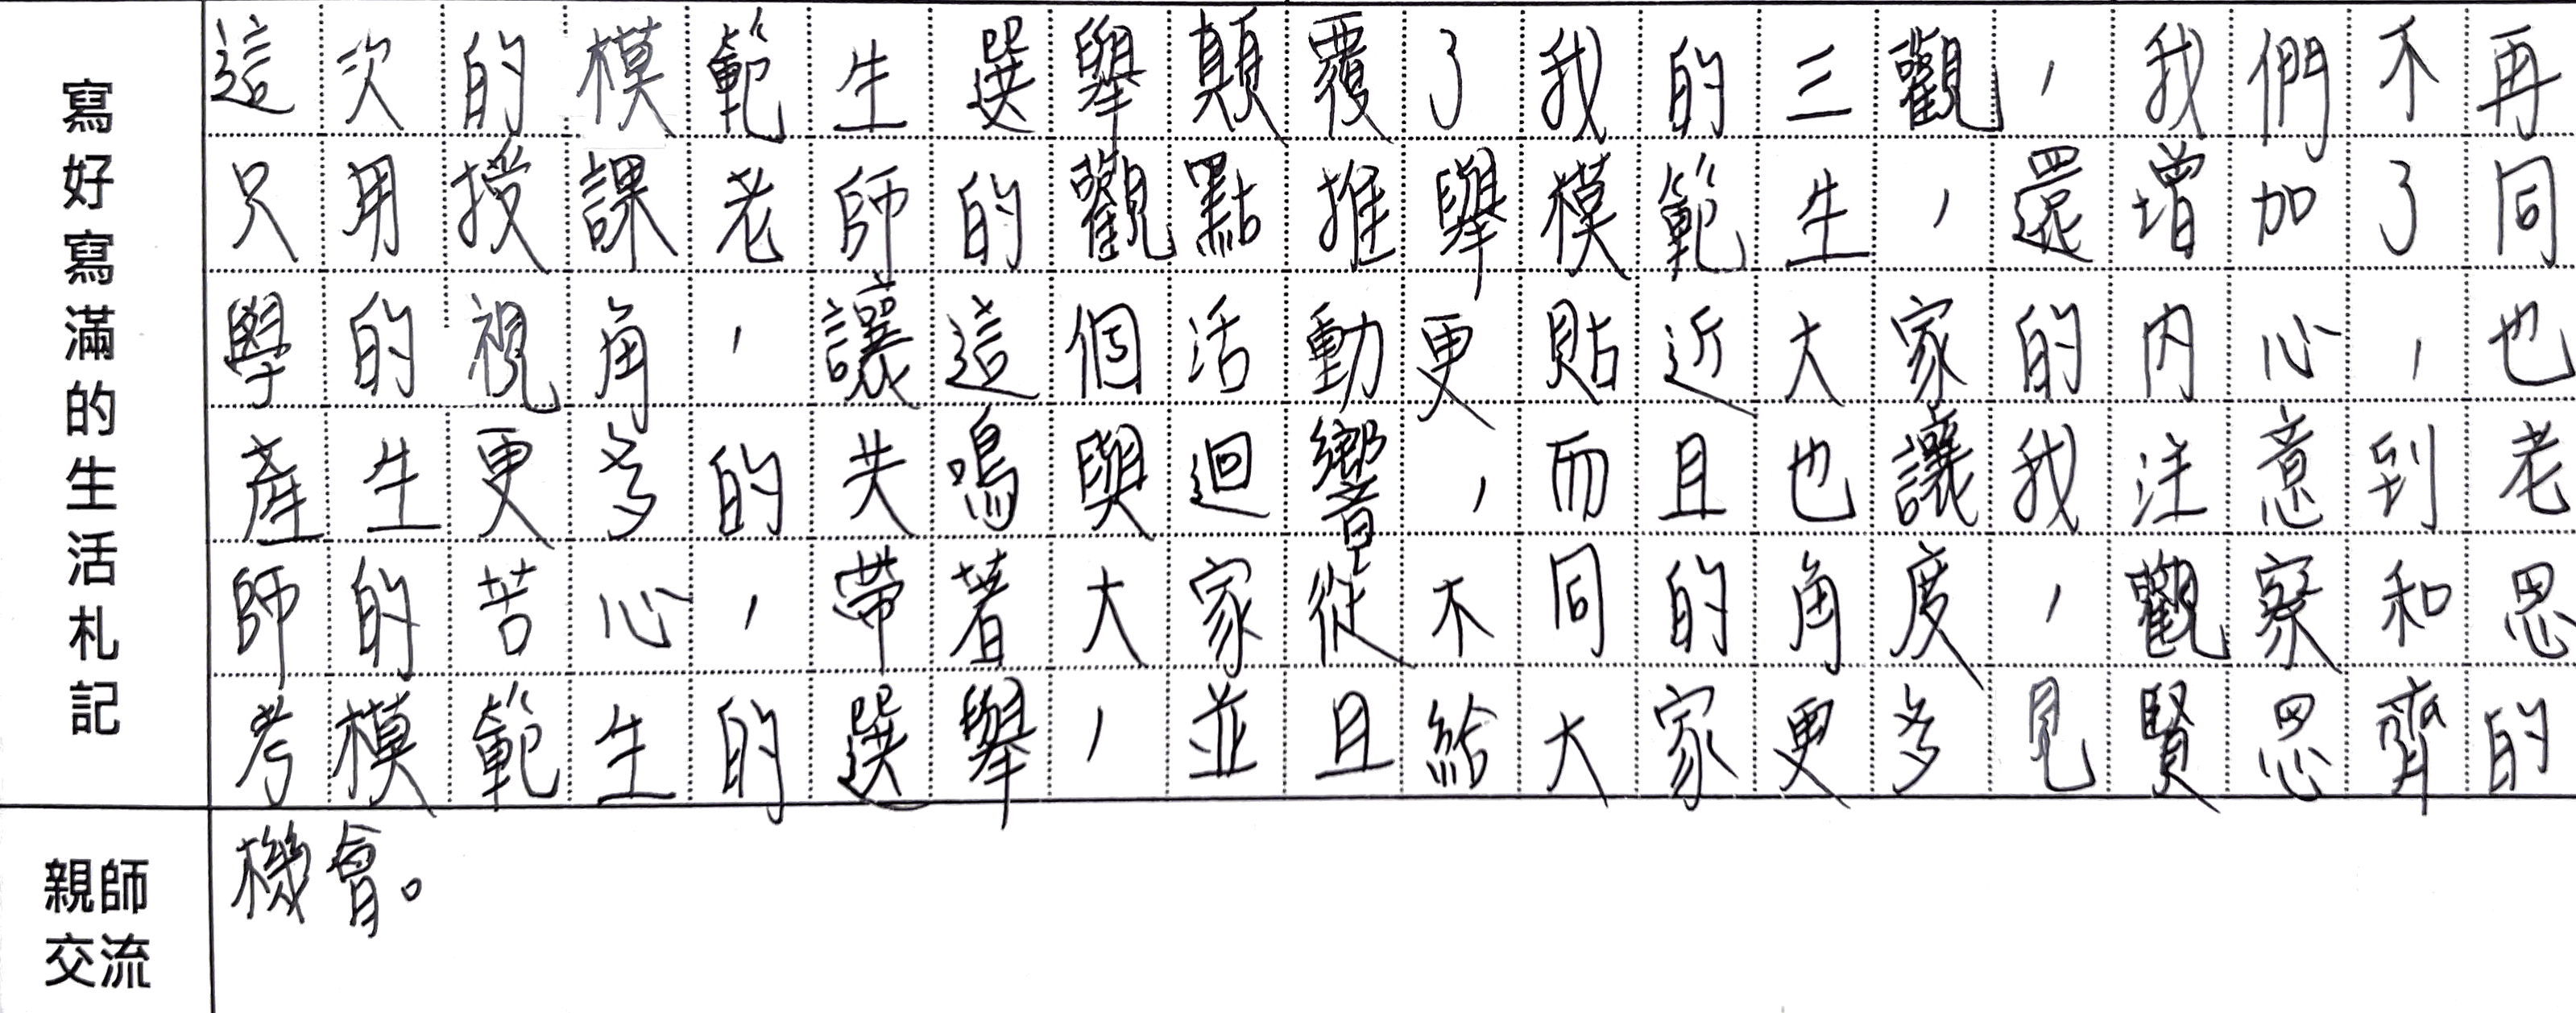 寫好寫滿的生活札記
這次的模範生選舉顛覆了我的三觀，我們不再
只用授課老師的觀點推舉模範生，還增加了同
學的視角，讓這個活動更貼近大家的內心，也
產生更多的共鳴與迴響，而且也讓我注意到老
師的苦心，帶著大家從不同的角度，觀察和思
考模範生的選舉，並且給大家更多見賢思齊的
親師
交流
機會。